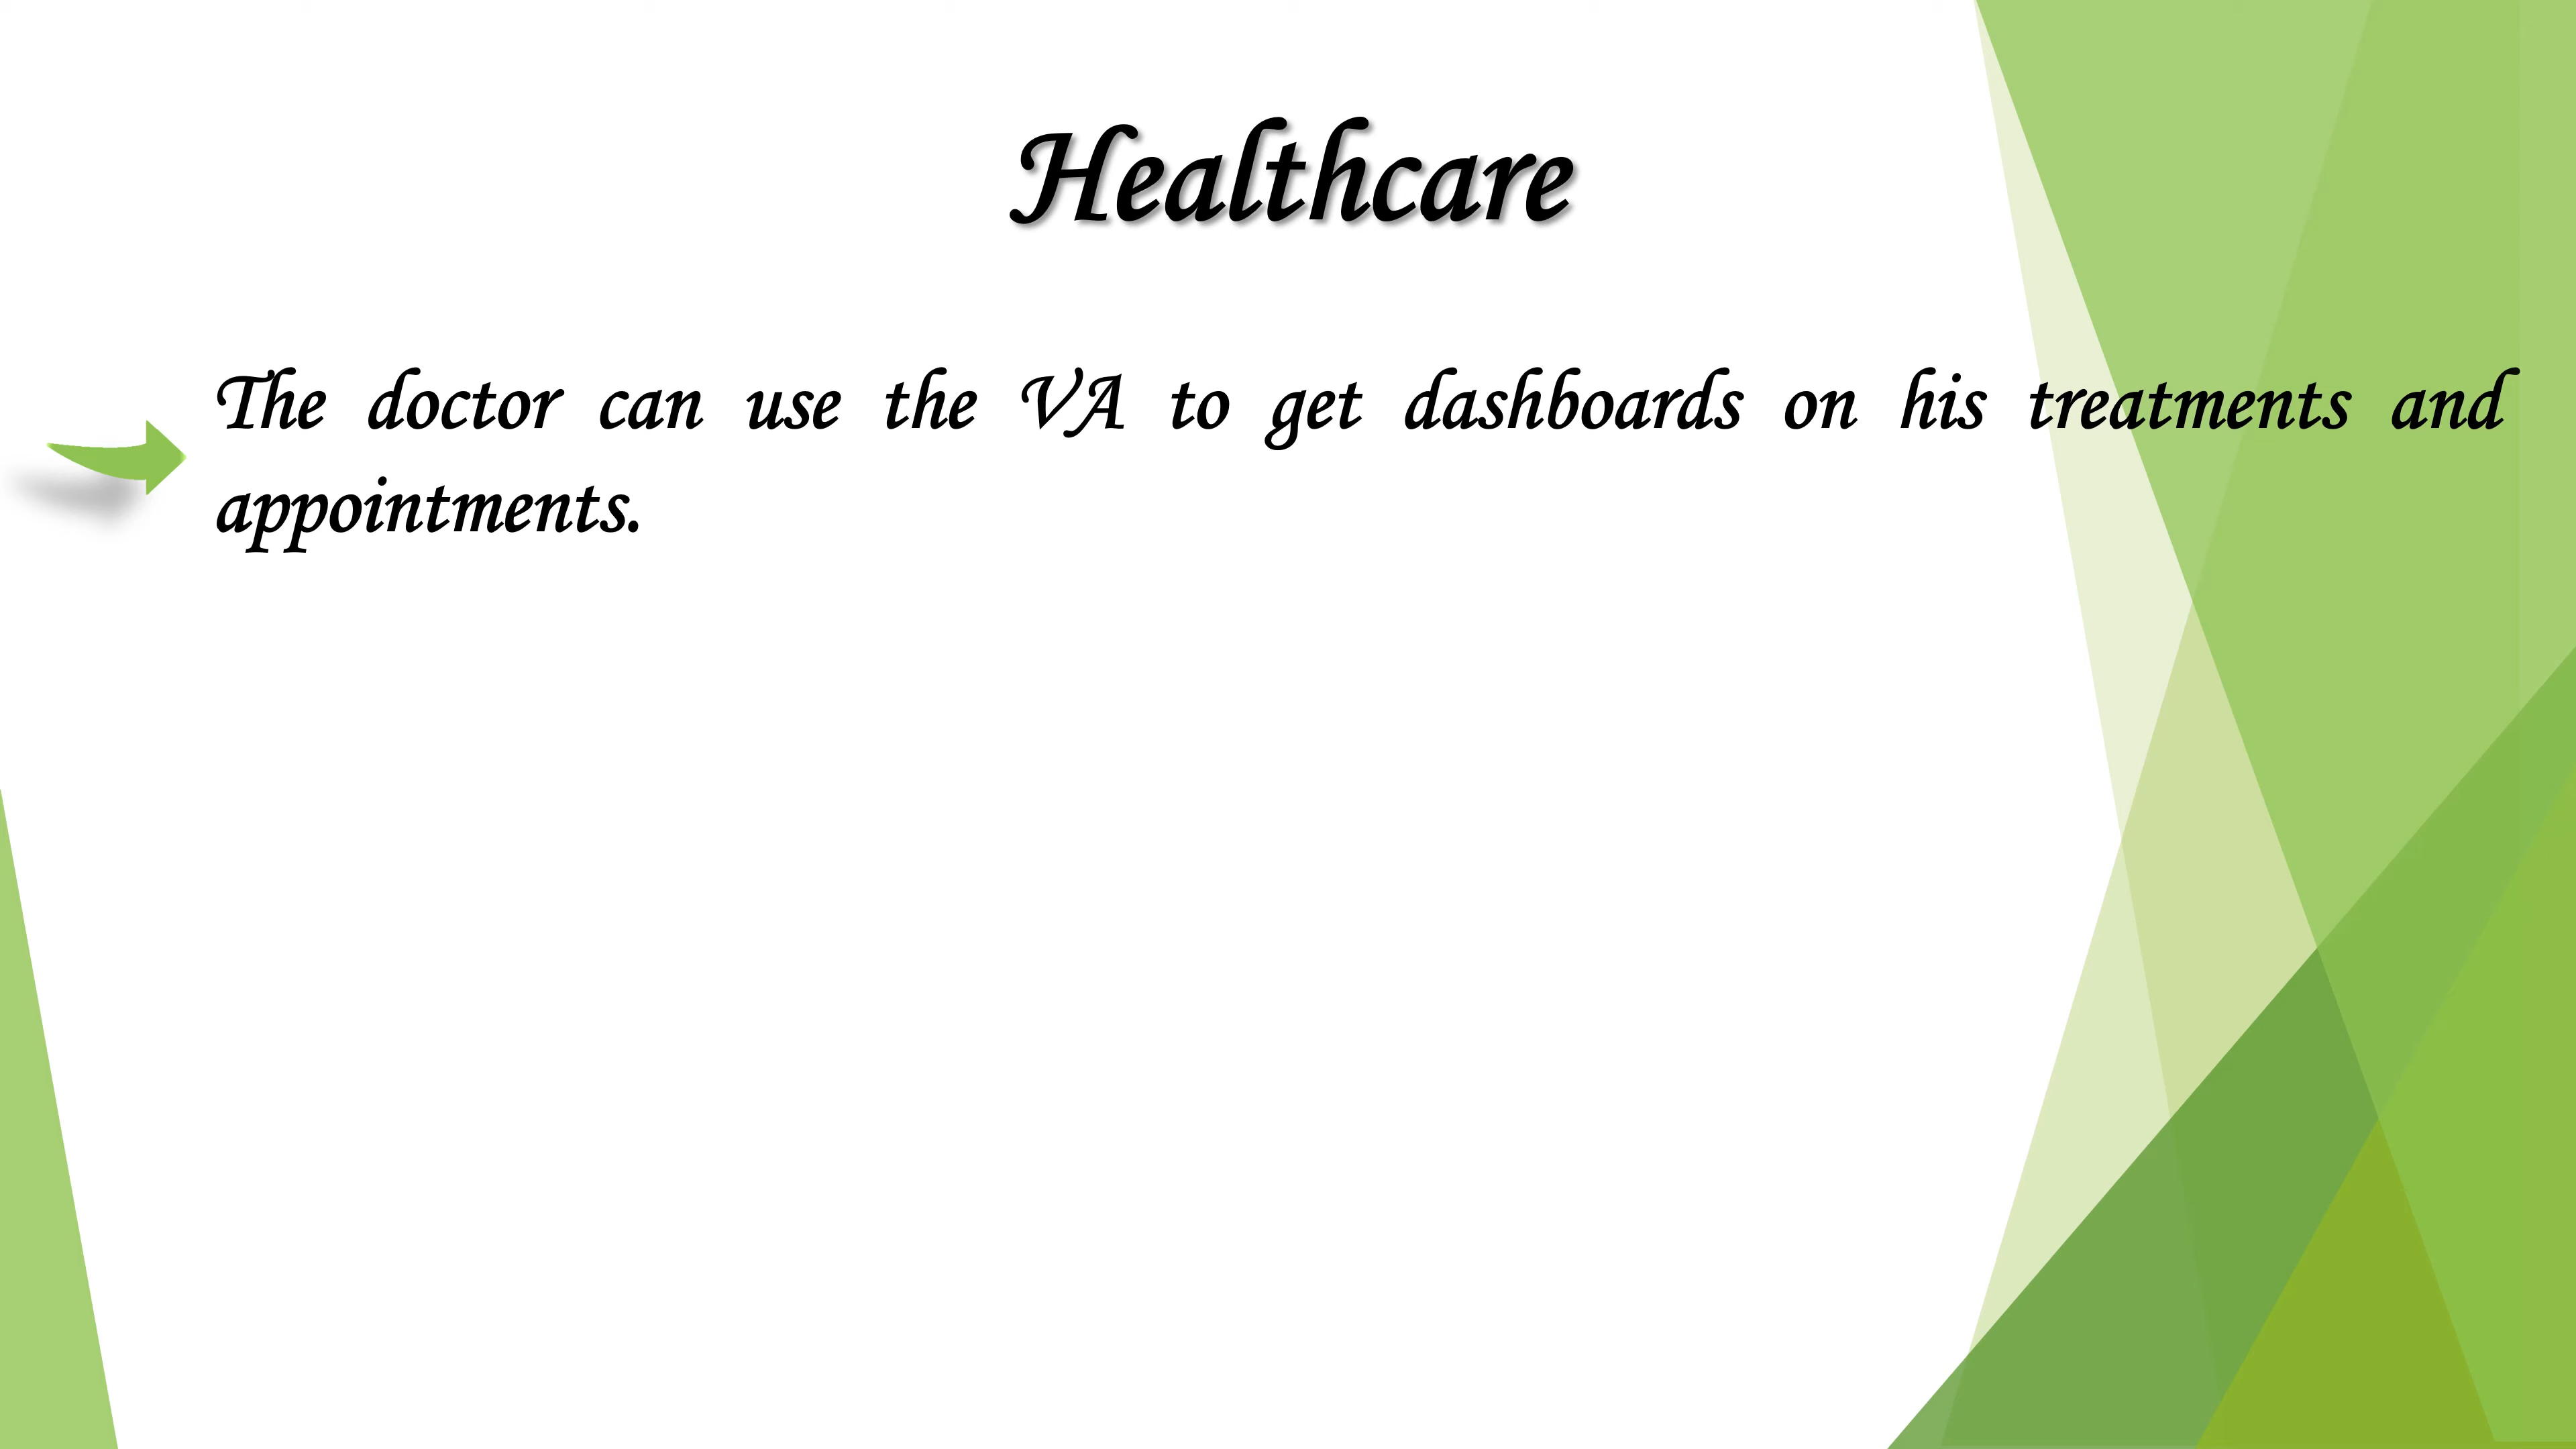 Healthcare
The doctor can use the VA to get dashboards on his treatments and
appointments.